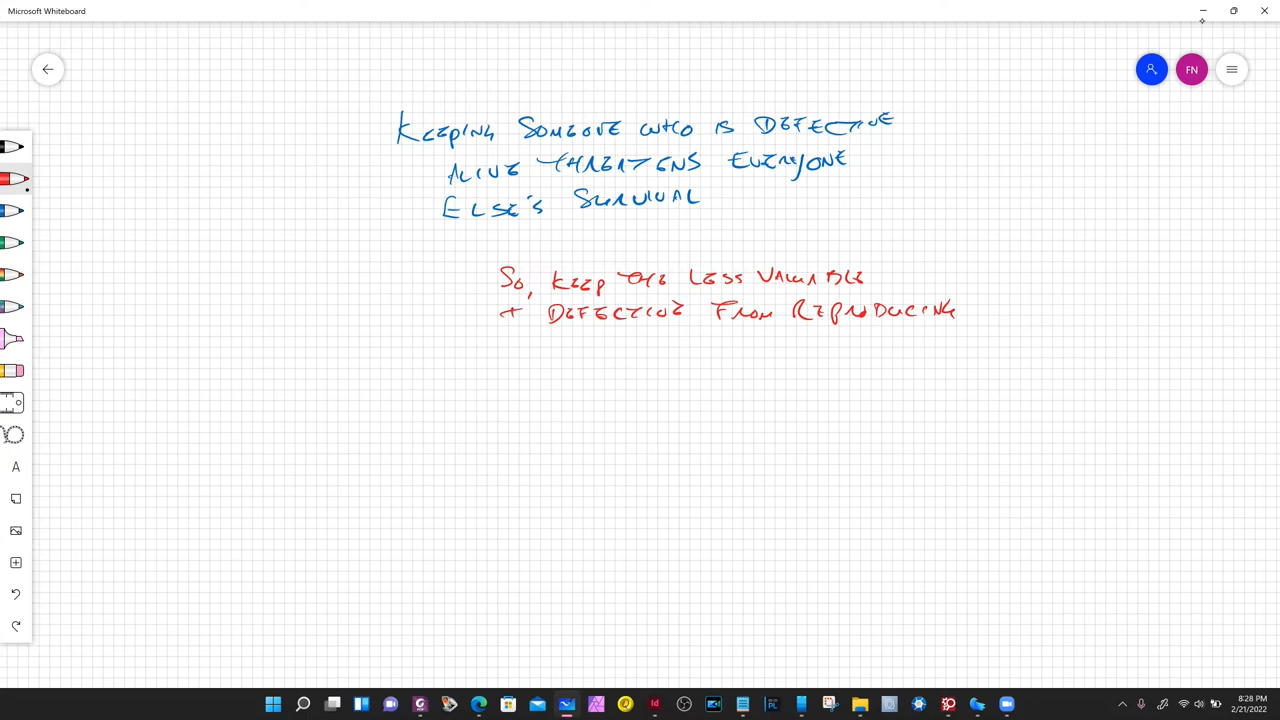 Microsoft Whiteboard
FN
KEEPING SOMEONE WHO IS DEFECTIVE
ALIVE THREATENS EVERYONE
ELSE'S SURVIVAL
SO, KEEP THE LESS VALUABLE
+ DEFECTIVE FROM REPRODUCING
A
8:28 PM
2/21/2022